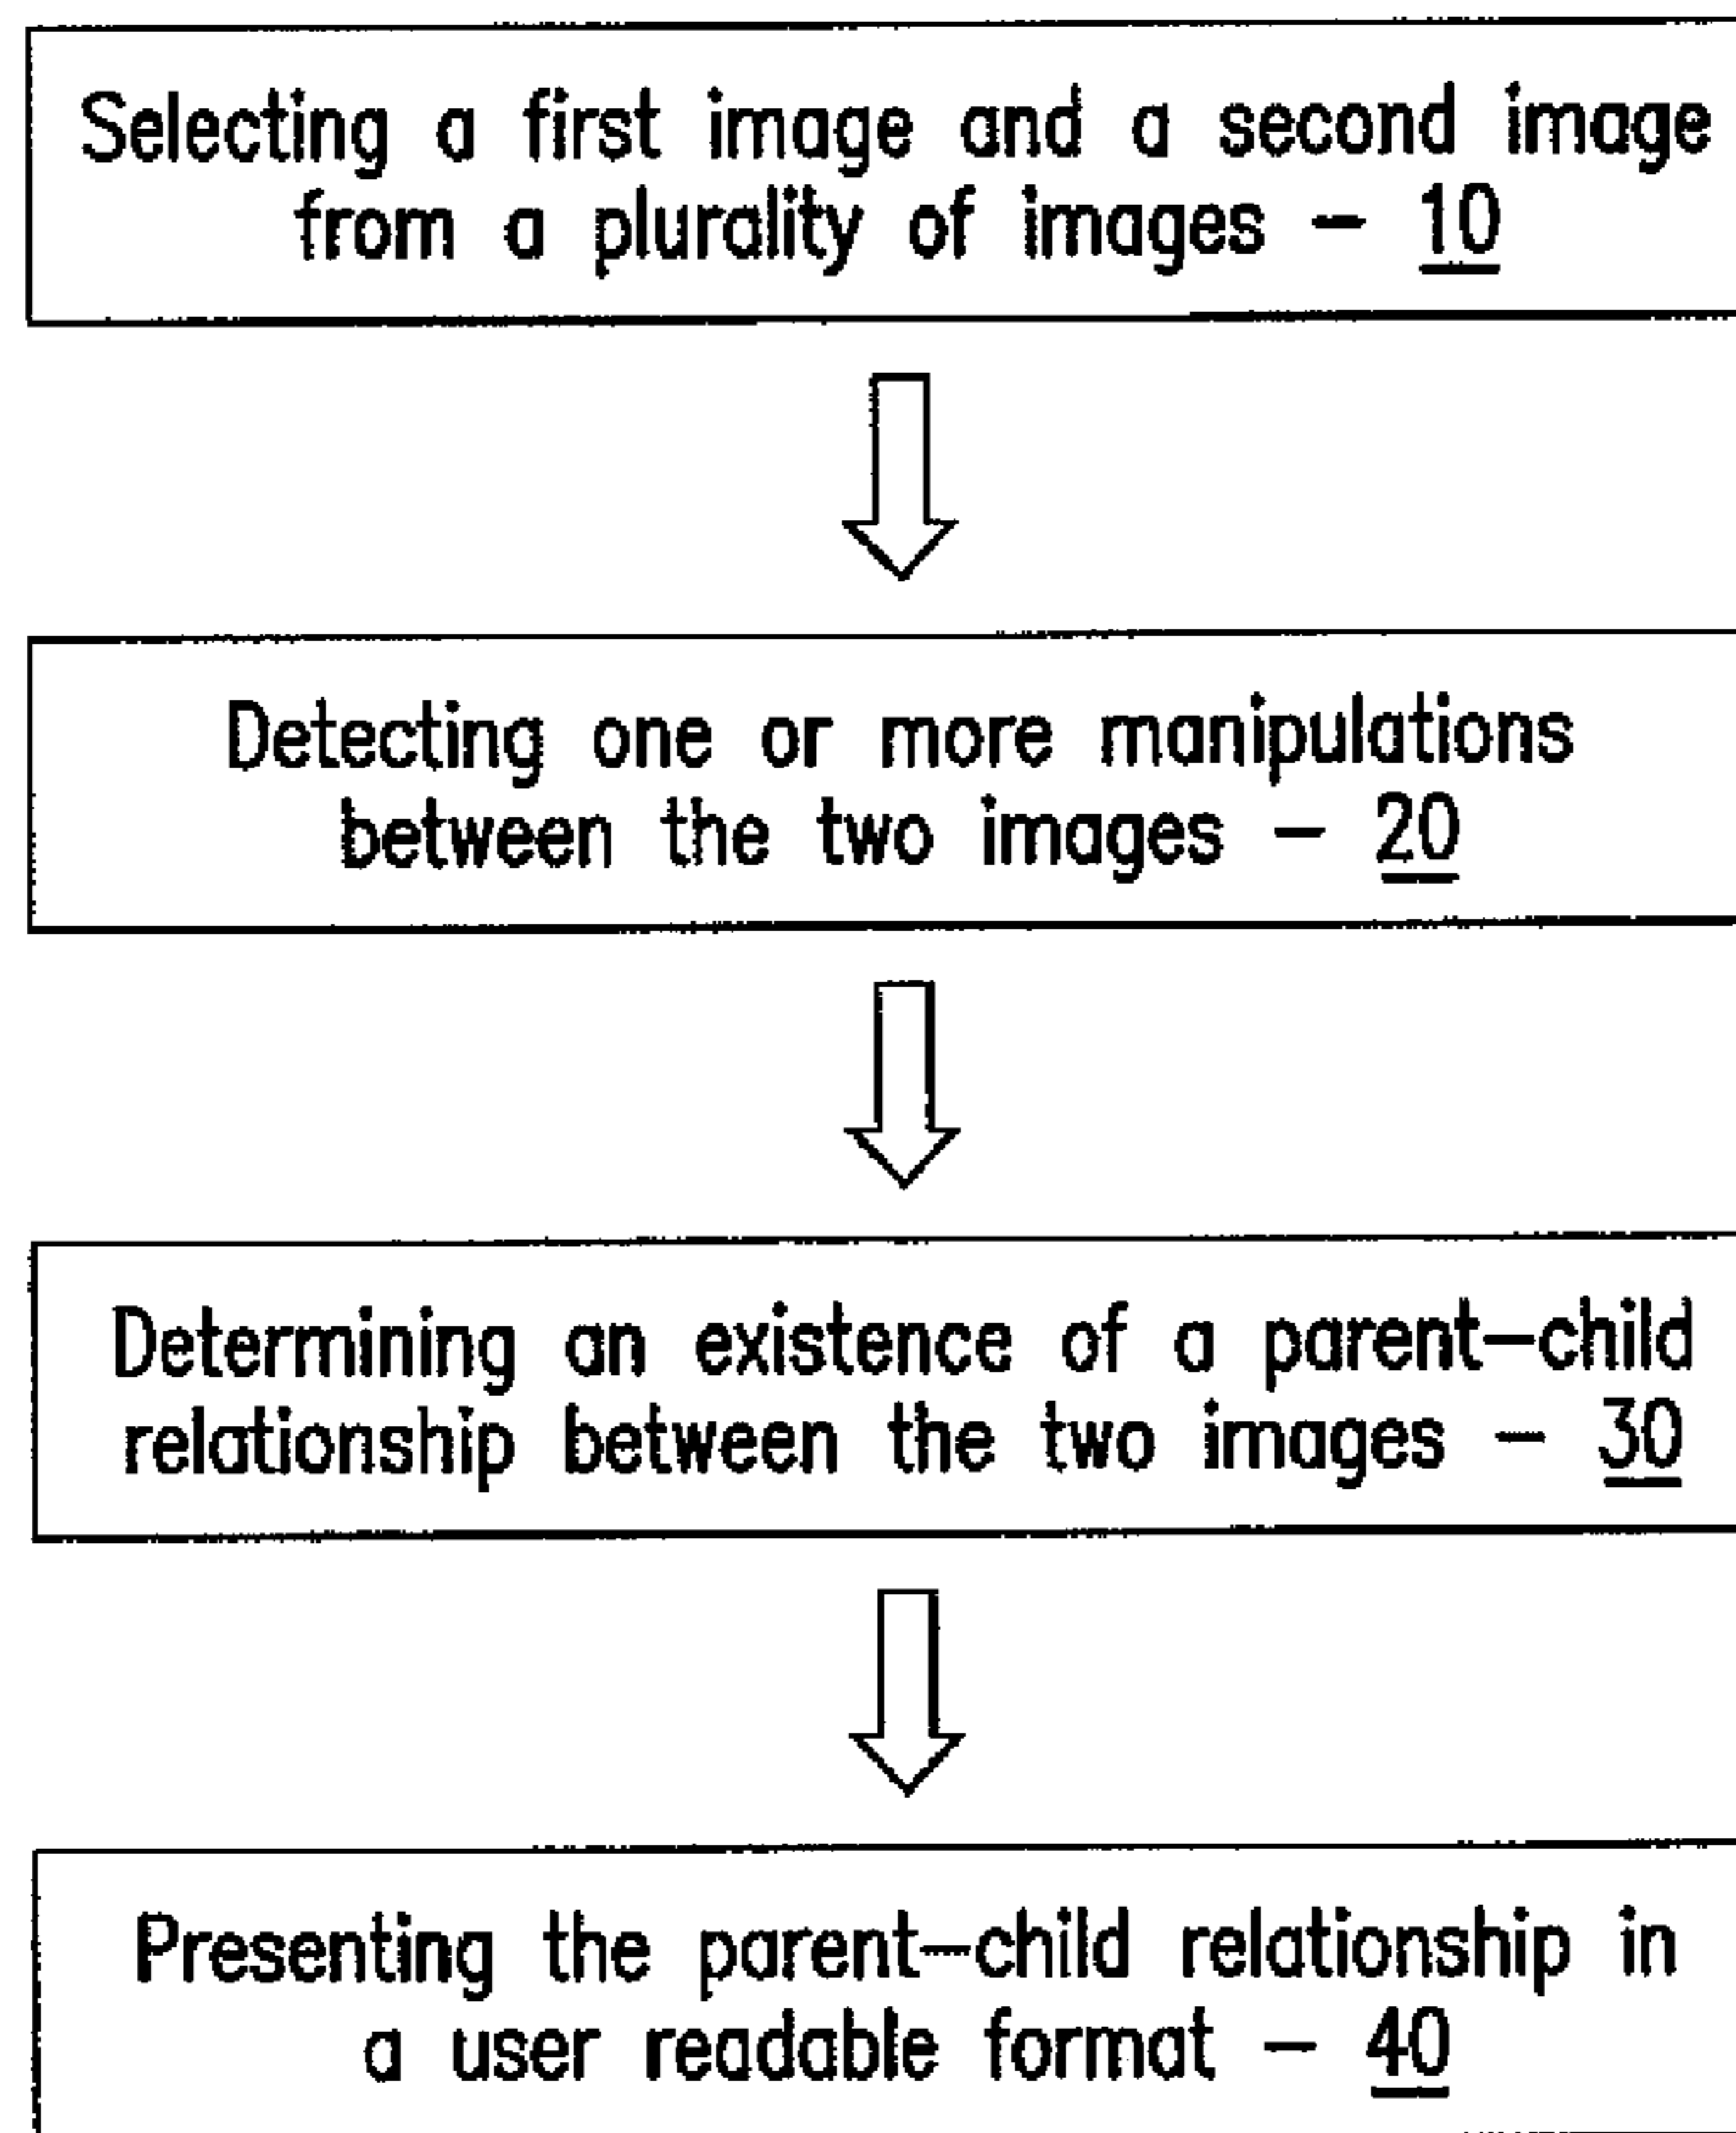 Selecting a first image and a second image
from a plurality of images – 10
Detecting one or more manipulations
between the two images – 20
Determining an existence of a parent–child
relationship between the two images – 30
Presenting the parent–child relationship in
a user readable format – 40